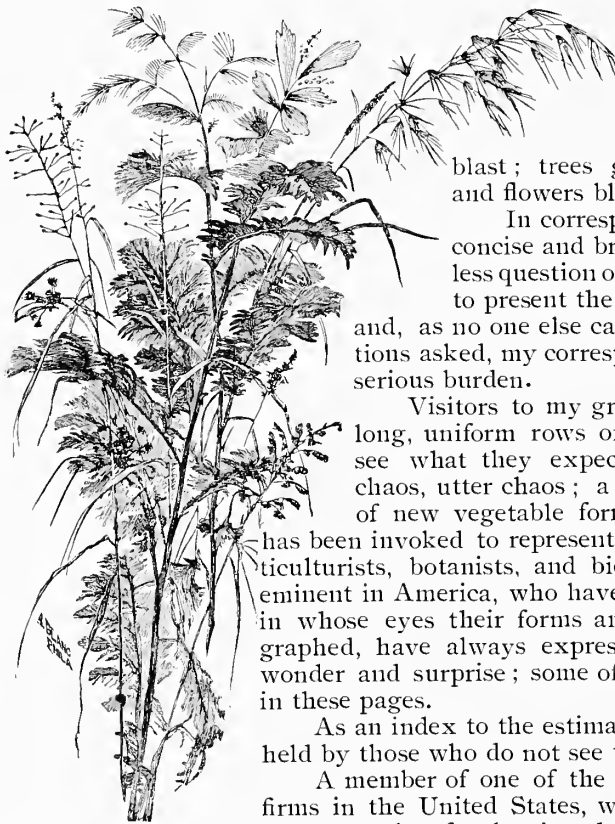 blast ; trees g
and flowers bl
In corresp
concise and br
less question o
to present the
and, as no one else ca
tions asked, my corresp
serious burden.
Visitors to my gr
long, uniform rows o
see what they expec
chaos, utter chaos ; a
of new vegetable for
has been invoked to represent
ticulturists, botanists, and bi
eminent in America, who have
in whose eyes their forms an
graphed, have always expres
wonder and surprise ; some of
in these pages.
As an index to the estima
held by those who do not see
A member of one of the
firms in the United States, w
A. BLANC
PHILA